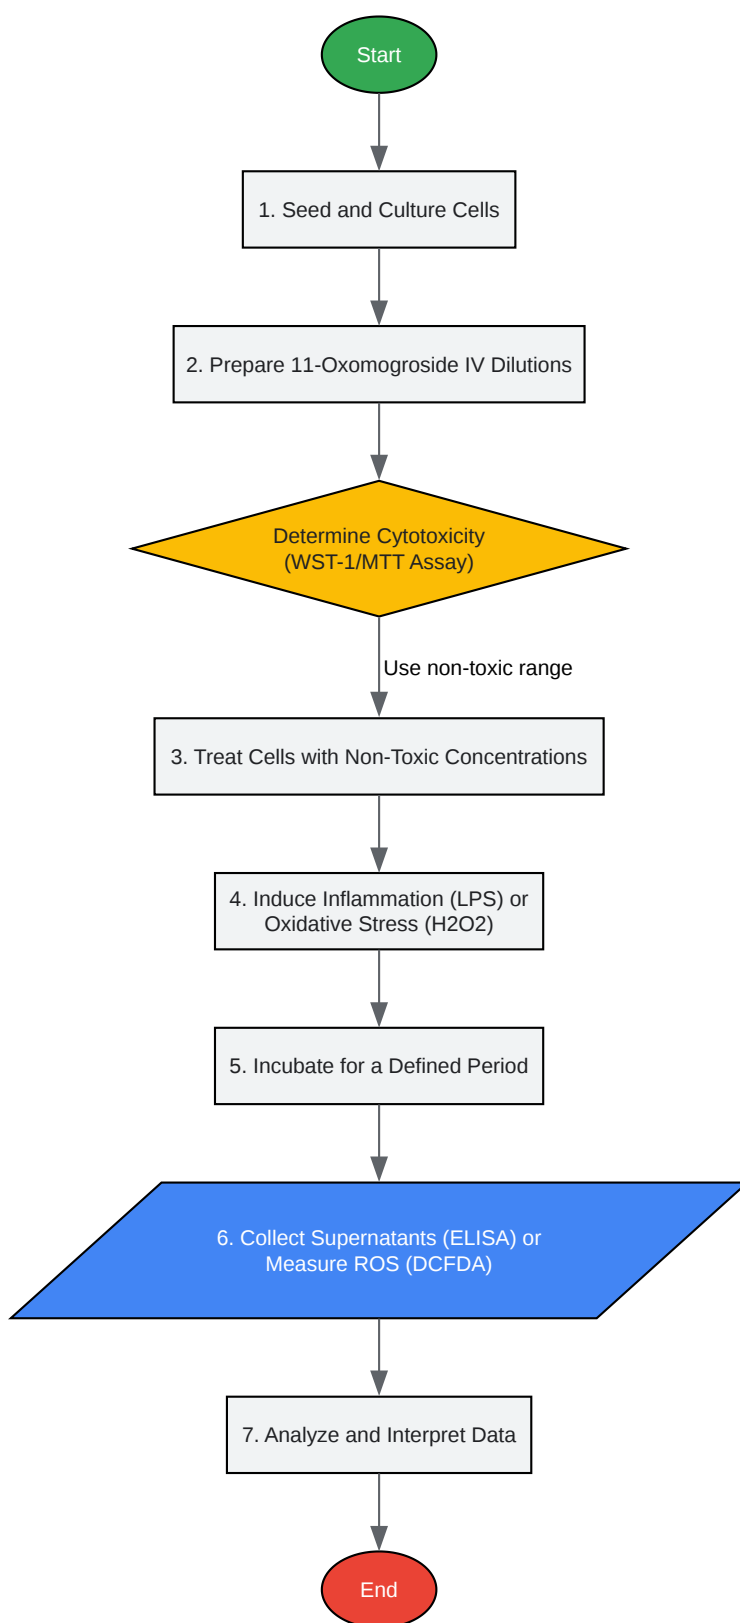 Start
1. Seed and Culture Cells
2. Prepare 11-Oxomogroside IV Dilutions
Determine Cytotoxicity
(WST-1/MTT Assay)
Use non-toxic range
3. Treat Cells with Non-Toxic Concentrations
4. Induce Inflammation (LPS) or
Oxidative Stress (H2O2)
5. Incubate for a Defined Period
6. Collect Supernatants (ELISA) or
Measure ROS (DCFDA)
7. Analyze and Interpret Data
End